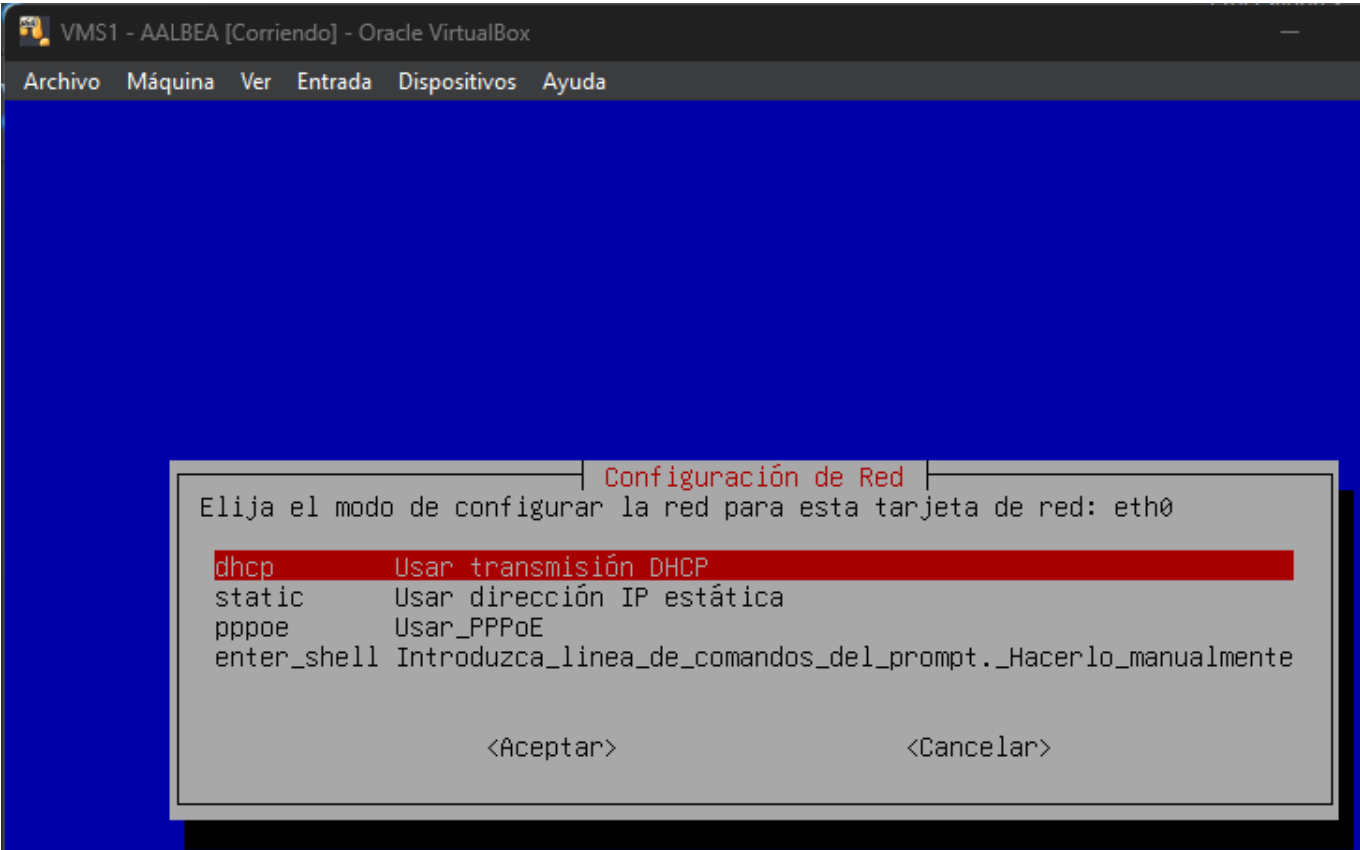 VMS1 - AALBEA [Corriendo] - Oracle VirtualBox
Archivo Máquina Ver Entrada Dispositivos Ayuda
Configuración de Red
Elija el modo de configurar la red para esta tarjeta de red: eth0
dhcp Usar transmisión DHCP
static Usar dirección IP estática
pppoe Usar_PPPoE
enter_shell Introduzca_linea_de_comandos_del_prompt._Hacerlo_manualmente
<Aceptar> <Cancelar>